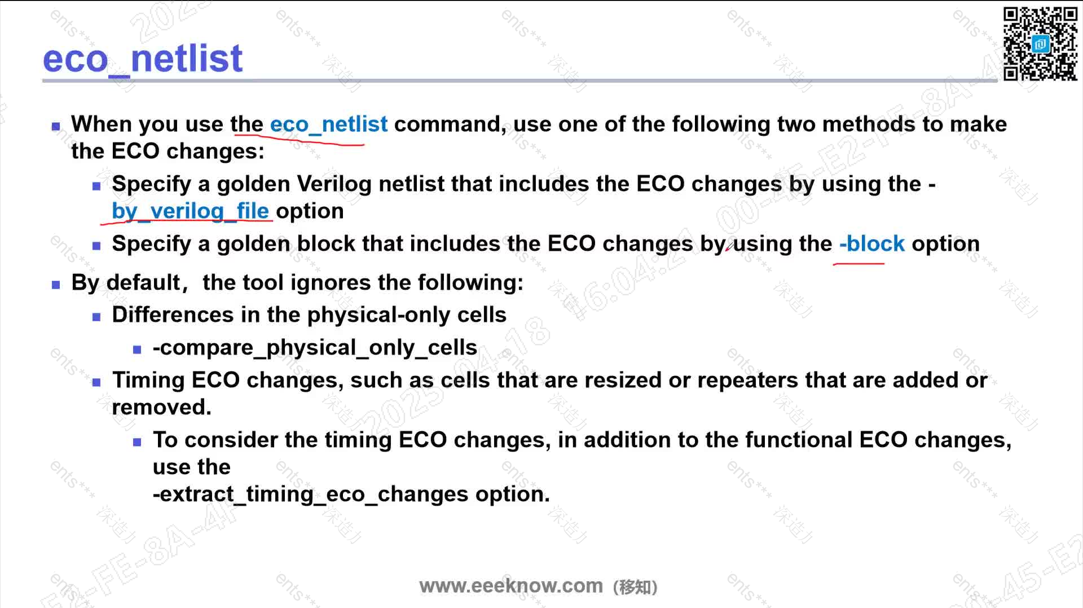 eco_netlist
When you use the eco_netlist command, use one of the following two methods to make
the ECO changes:
Specify a golden Verilog netlist that includes the ECO changes by using the -
by_verilog_file option
Specify a golden block that includes the ECO changes by using the -block option
By default，the tool ignores the following:
Differences in the physical-only cells
-compare_physical_only_cells
Timing ECO changes, such as cells that are resized or repeaters that are added or
removed.
To consider the timing ECO changes, in addition to the functional ECO changes,
use the
-extract_timing_eco_changes option.
www.eeeknow.com（移知）